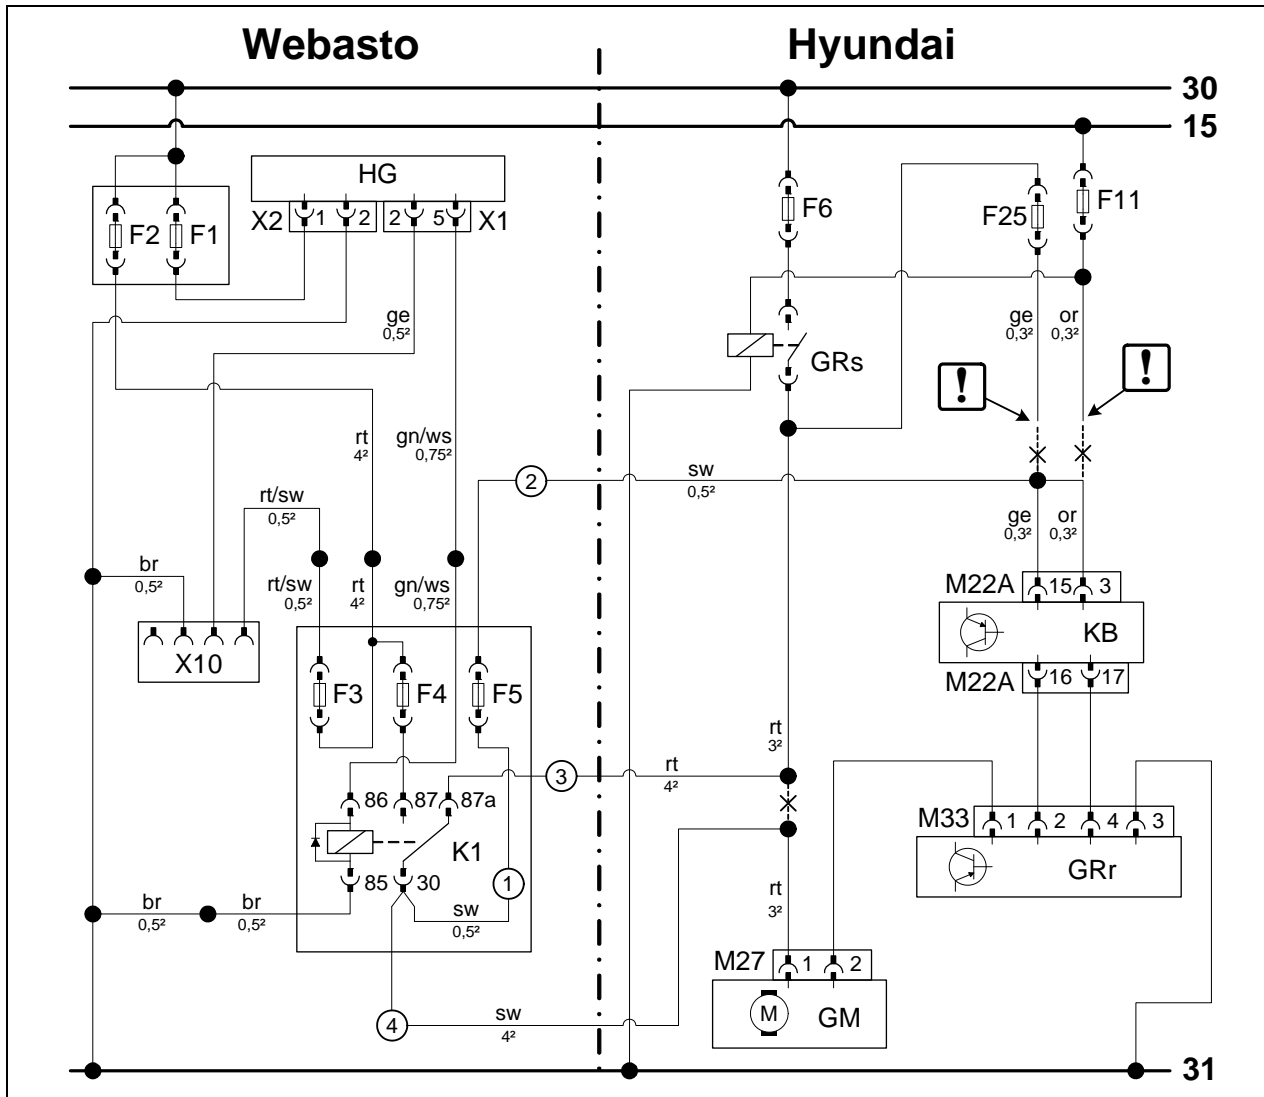 Webasto
Hyundai
30
15
HG
X2 1 2 2 5 X1
F2 F1
F6
F25 F11
ge
0,5²
ge or
0,3² 0,3²
GRs
!
!
rt gn/ws
4² 0,75²
2
sw
0,5²
rt/sw
0,5²
ge or
0,3² 0,3²
br
0,5²
rt/sw rt gn/ws
0,5² 4² 0,75²
M22A 15 3
KB
X10
M22A 16 17
F3 F4 F5
rt
3²
3
rt
4²
86 87 87a
M33 1 2 4 3
K1
GRr
85 30
1
br br
0,5² 0,5²
sw
0,5²
rt
3²
M27 1 2
M GM
4
sw
4²
31